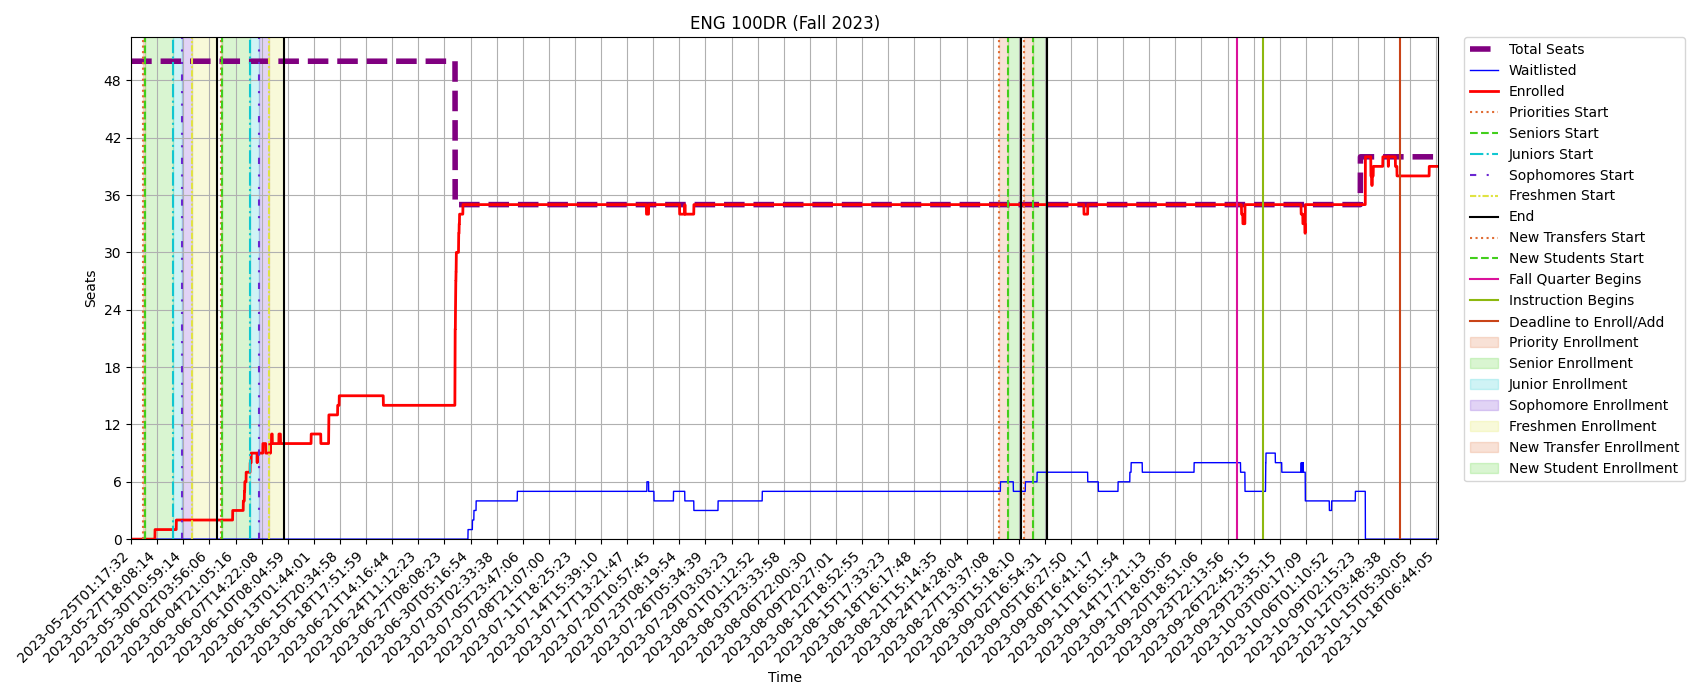 ENG 100DR (Fall 2023)
Seats
48
42
36
30
24
18
12
6
0
2023-05-25T01:17:32
2023-05-27T18:08:14
2023-05-30T10:59:14
2023-06-02T03:56:06
2023-06-04T21:05:16
2023-06-07T14:22:08
2023-06-10T08:04:59
2023-06-13T01:44:01
2023-06-15T20:34:58
2023-06-18T17:51:59
2023-06-21T14:16:44
2023-06-24T11:12:23
2023-06-27T08:08:23
2023-06-30T05:16:54
2023-07-03T02:33:38
2023-07-05T23:47:06
2023-07-08T21:07:00
2023-07-11T18:25:23
2023-07-14T15:39:10
2023-07-17T13:21:47
2023-07-20T10:57:45
2023-07-23T08:19:54
2023-07-26T05:34:39
2023-07-29T03:03:23
2023-08-01T01:12:52
2023-08-03T23:33:58
2023-08-06T22:00:30
2023-08-09T20:27:01
2023-08-12T18:52:55
2023-08-15T17:33:23
2023-08-18T16:17:48
2023-08-21T15:14:35
2023-08-24T14:28:04
2023-08-27T13:37:08
2023-08-30T15:18:10
2023-09-02T16:54:31
2023-09-05T16:27:50
2023-09-08T16:41:17
2023-09-11T16:51:54
2023-09-14T17:21:13
2023-09-17T18:05:05
2023-09-20T18:51:06
2023-09-23T22:13:56
2023-09-26T22:45:15
2023-09-29T23:35:15
2023-10-03T00:17:09
2023-10-06T01:10:52
2023-10-09T02:15:23
2023-10-12T03:48:38
2023-10-15T05:30:05
2023-10-18T06:44:05
Time
Total Seats
Waitlisted
Enrolled
Priorities Start
Seniors Start
Juniors Start
Sophomores Start
Freshmen Start
End
New Transfers Start
New Students Start
Fall Quarter Begins
Instruction Begins
Deadline to Enroll/Add
Priority Enrollment
Senior Enrollment
Junior Enrollment
Sophomore Enrollment
Freshmen Enrollment
New Transfer Enrollment
New Student Enrollment